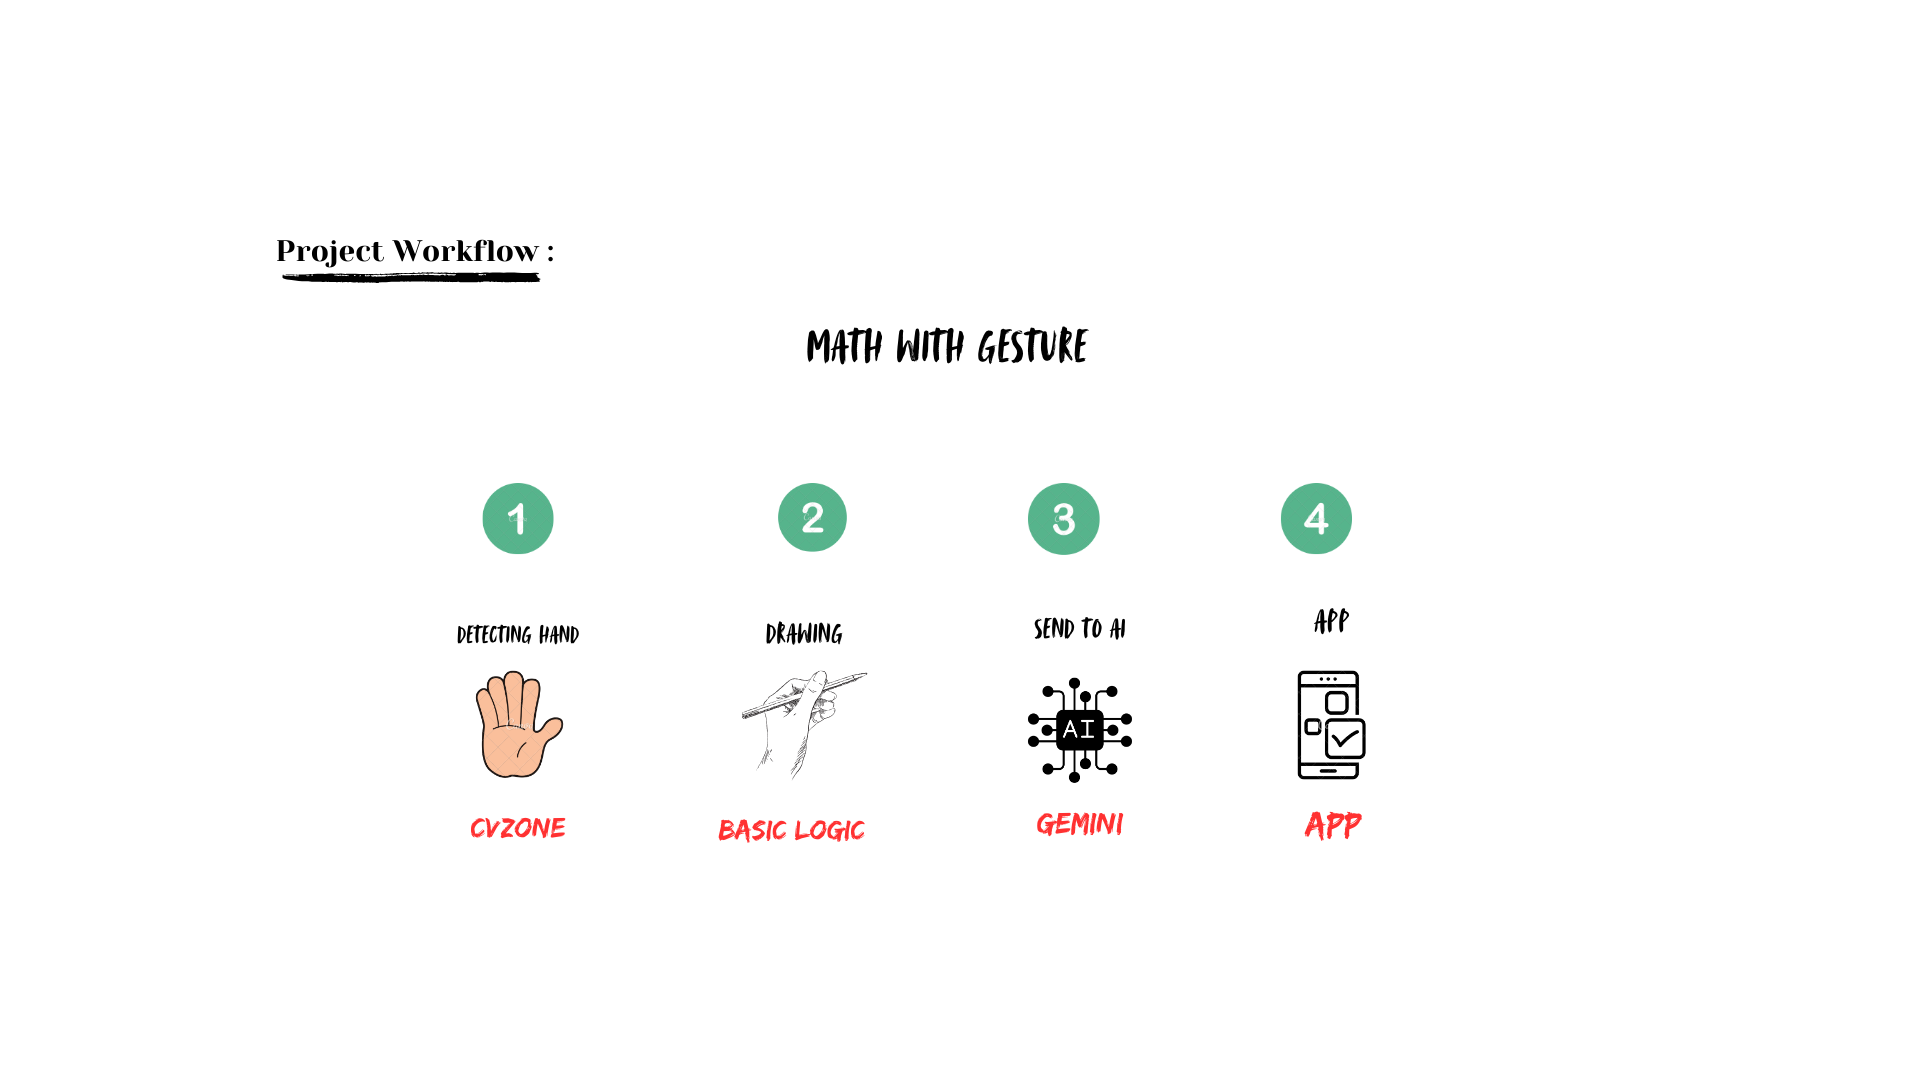 Project Workflow :
MATH WITH GESTURE
1
2
3
4
DETECTING HAND
DRAWING
SEND TO AI
APP
AI
CVZONE
BASIC LOGIC
GEMINI
APP